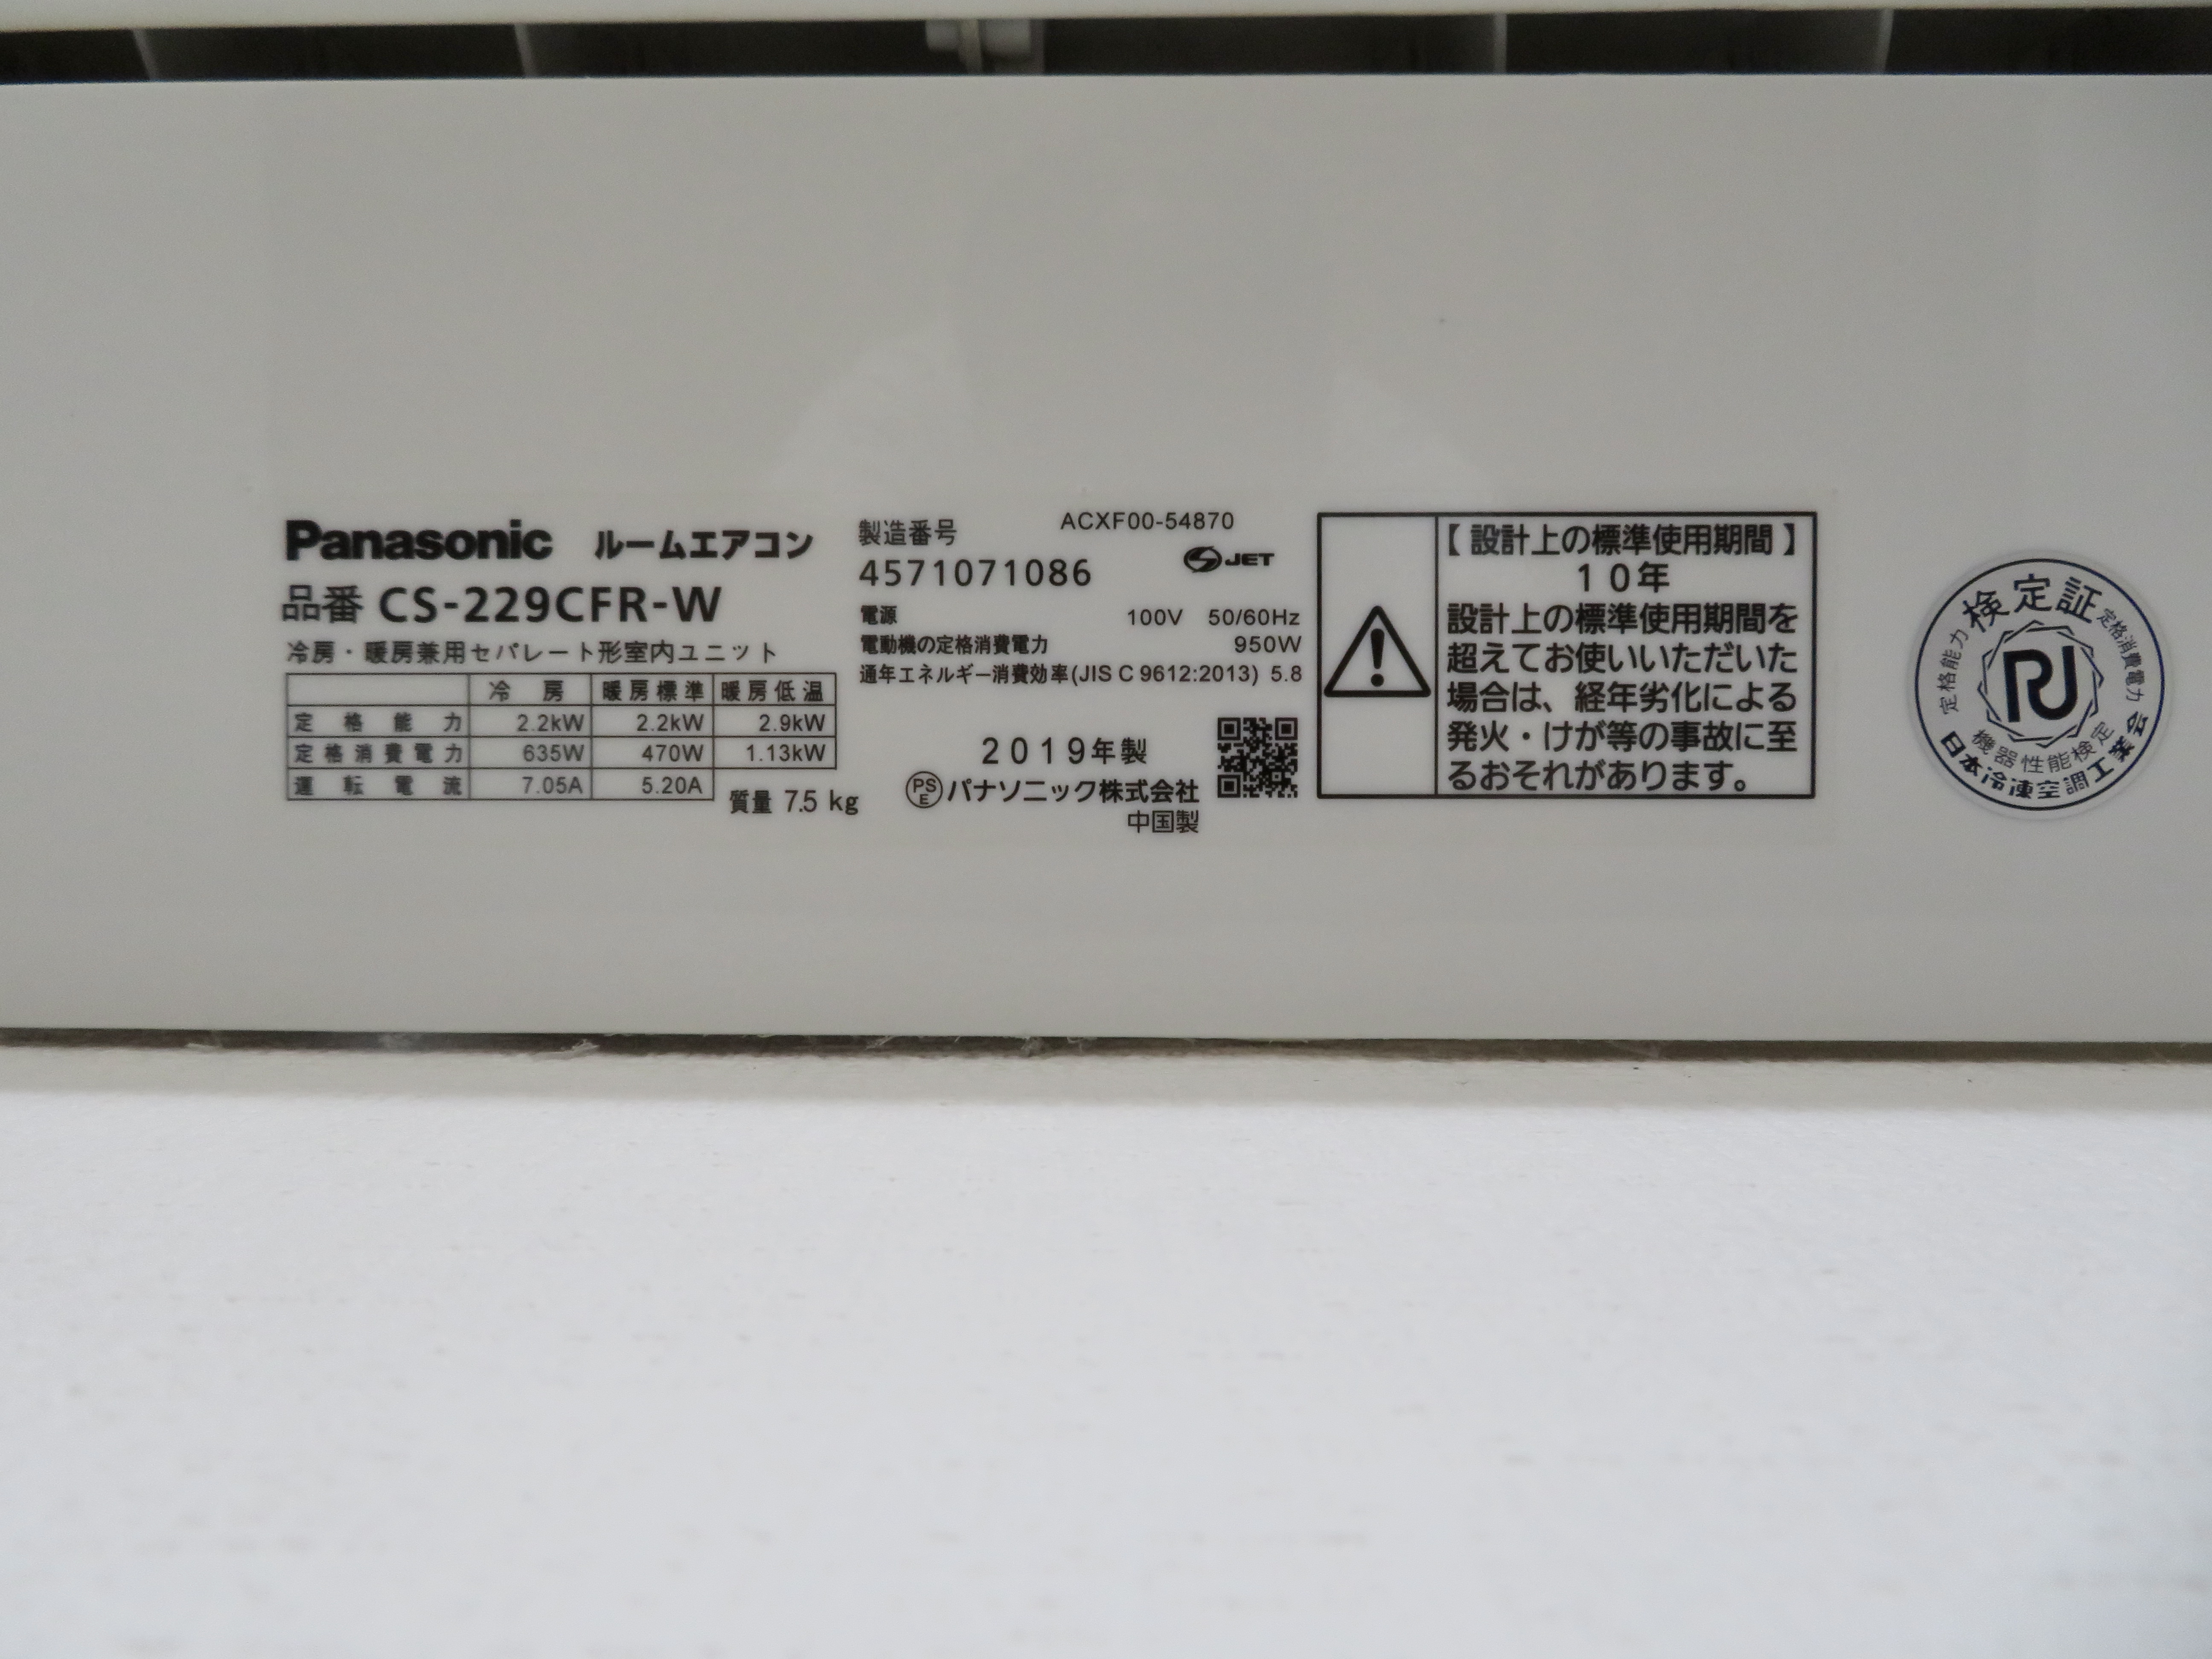 Panasonic ルームエアコン
品番 CS-229CFR-W
冷房・暖房兼用セパレート形室内ユニット
冷房 暖房標準 暖房低温
定格能力 2.2kW 2.2kW 2.9kW
定格消費電力 635W 470W 1.13kW
運転電流 7.05A 5.20A
質量 7.5 kg
製造番号 ACXF00-54870
4571071086 JET
電源 100V 50/60Hz
電動機の定格消費電力 950W
通年エネルギー消費効率(JIS C 9612:2013) 5.8
2019年製
PSE パナソニック株式会社
中国製
【設計上の標準使用期間】
10年
設計上の標準使用期間を
超えてお使いいただいた
場合は、経年劣化による
発火・けが等の事故に至
るおそれがあります。
検定証
定格能力
定格消費電力
機器性能検定
日本冷凍空調工業会